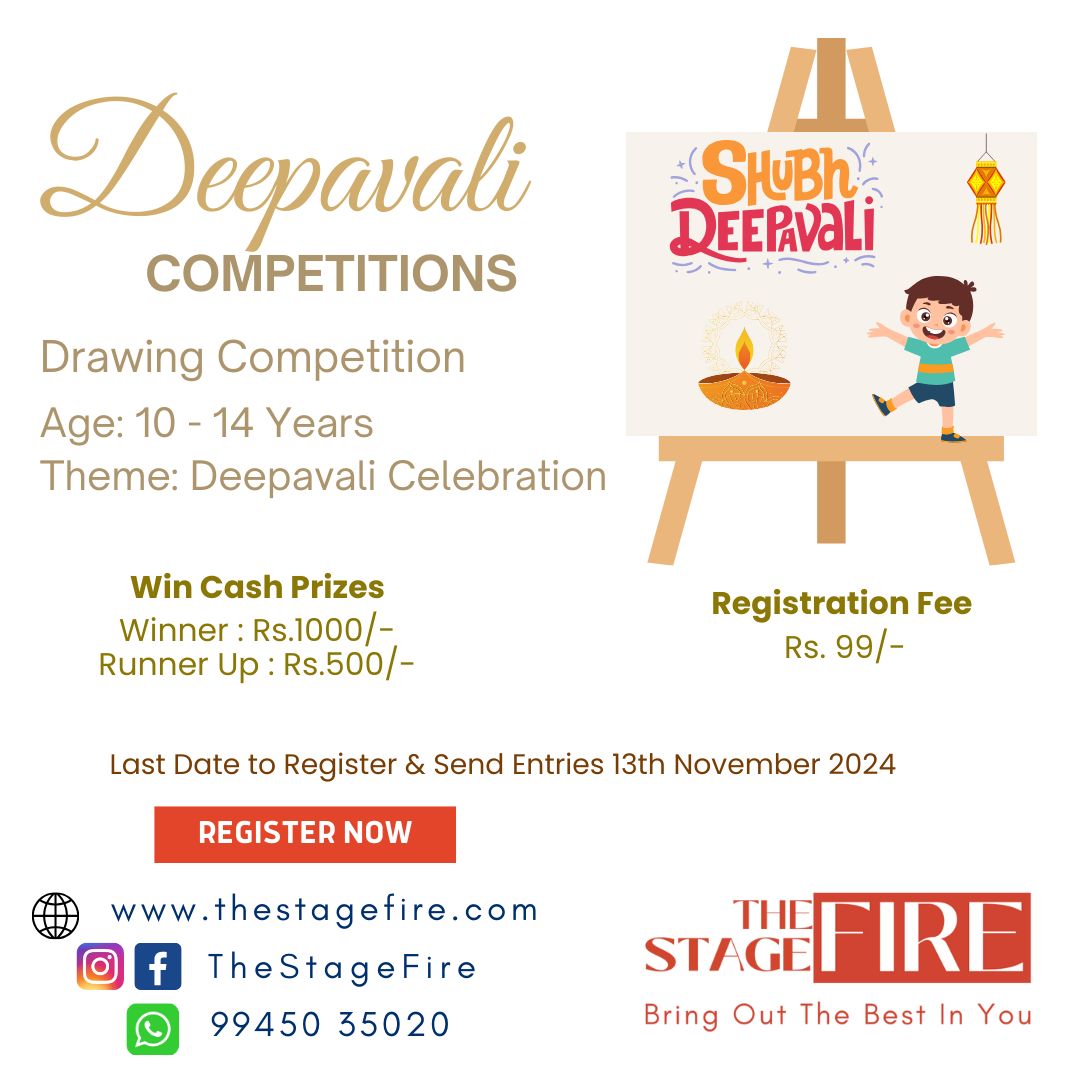 Deepavali
COMPETITIONS
Drawing Competition
Age: 10 - 14 Years
Theme: Deepavali Celebration
SHUBH
DEEPAVALI
Win Cash Prizes
Winner : Rs.1000/-
Runner Up : Rs.500/-
Registration Fee
Rs. 99/-
Last Date to Register & Send Entries 13th November 2024
REGISTER NOW
www.thestagefire.com
TheStageFire
99450 35020
THE
STAGE
FIRE
Bring Out The Best In You